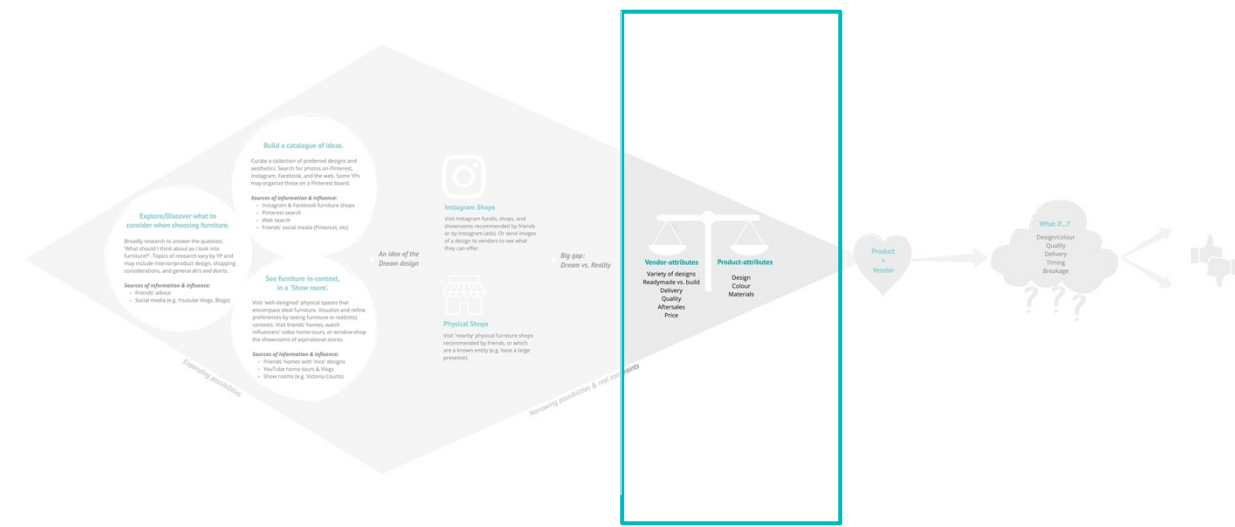 Build a catalogue of ideas.
Curate a collection of preferred designs and
aesthetics. Search for photos on Pinterest,
Instagram, Facebook, and the web. Some YPs
may organize these on a Pinterest board.
Sources of information & influence:
- Instagram & Facebook furniture shops
- Pinterest search
- Web search
- Friends' social media (Pinterest, etc)
Explore/Discover what to
consider when choosing furniture.
Broadly research to answer the question,
'What should I think about as I look into
furniture?'. Topics of research vary by YP and
may include interior/product design, shopping
considerations, and general do's and don'ts.
Sources of information & influence:
- Friends' advice
- Social media (e.g. Youtube Vlogs, Blogs)
See furniture in-context,
in a 'Show room'.
Visit 'well-designed' physical spaces that
encompass ideal furniture. Visualize and refine
preferences by seeing furniture in real(istic)
contexts. Visit friends' homes, watch
influencers' video home-tours, or window-shop
the showrooms of aspirational stores.
Sources of information & influence:
- Friends' homes with 'nice' designs
- YouTube home-tours & Vlogs
- Show rooms (e.g. Victoria Courts)
Expanding possibilities
An idea of the
Dream design
Instagram Shops
Visit Instagram fundis, shops, and
showrooms recommended by friends
or by Instagram (ads). Or send images
of a design to vendors to see what
they can offer.
Physical Shops
Visit 'nearby' physical furniture shops
recommended by friends, or which
are a known entity (e.g. have a large
presence).
Big gap:
Dream vs. Reality
Narrowing possibilities & real constraints
Vendor-attributes
Variety of designs
Readymade vs. build
Delivery
Quality
Aftersales
Price
Product-attributes
Design
Colour
Materials
Product
+
Vendor
What if...?
Design/colour
Quality
Delivery
Timing
Breakage
? ? ?